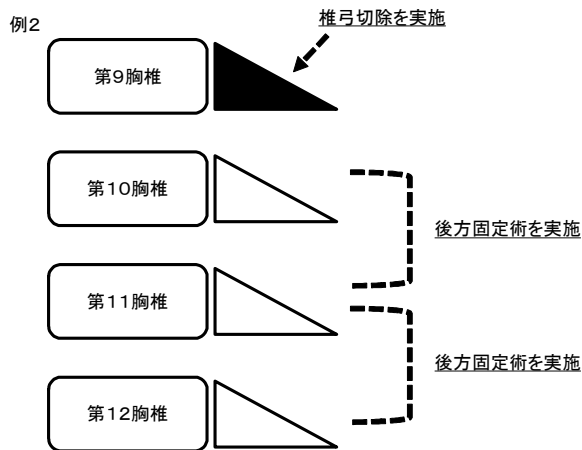 例2
椎弓切除を実施
第9胸椎
第10胸椎
後方固定術を実施
第11胸椎
後方固定術を実施
第12胸椎